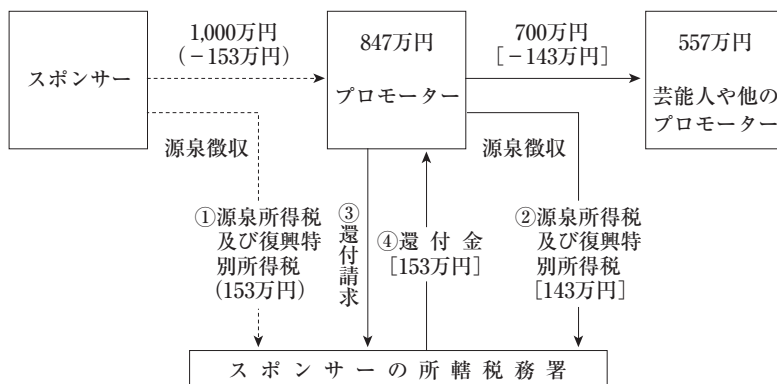 スポンサー
1,000万円
(-153万円)
847万円
プロモーター
700万円
[-143万円]
557万円
芸能人や他の
プロモーター
源泉徴収
源泉徴収
①源泉所得税
及び復興特
別所得税
(153万円)
③還付請求
④還付金
[153万円]
②源泉所得税
及び復興特
別所得税
[143万円]
スポンサーの所轄税務署